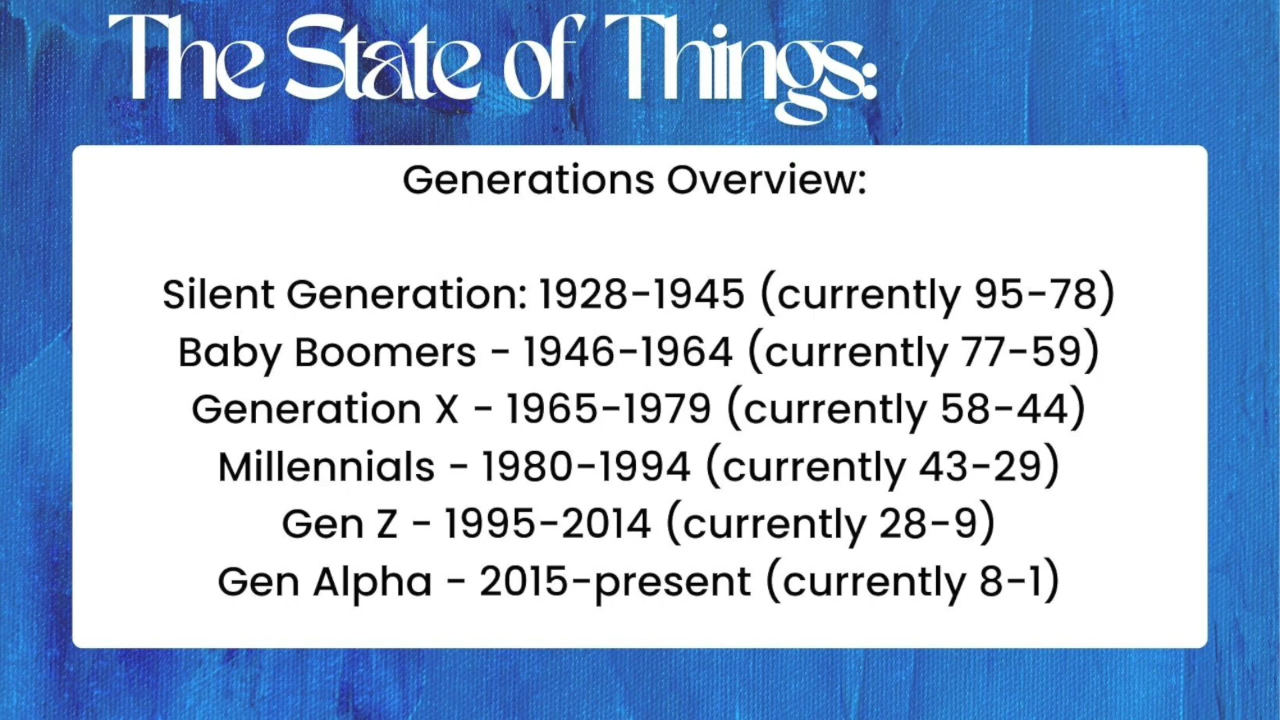 The State of Things:
Generations Overview:
Silent Generation: 1928-1945 (currently 95-78)
Baby Boomers - 1946-1964 (currently 77-59)
Generation X - 1965-1979 (currently 58-44)
Millennials - 1980-1994 (currently 43-29)
Gen Z - 1995-2014 (currently 28-9)
Gen Alpha - 2015-present (currently 8-1)